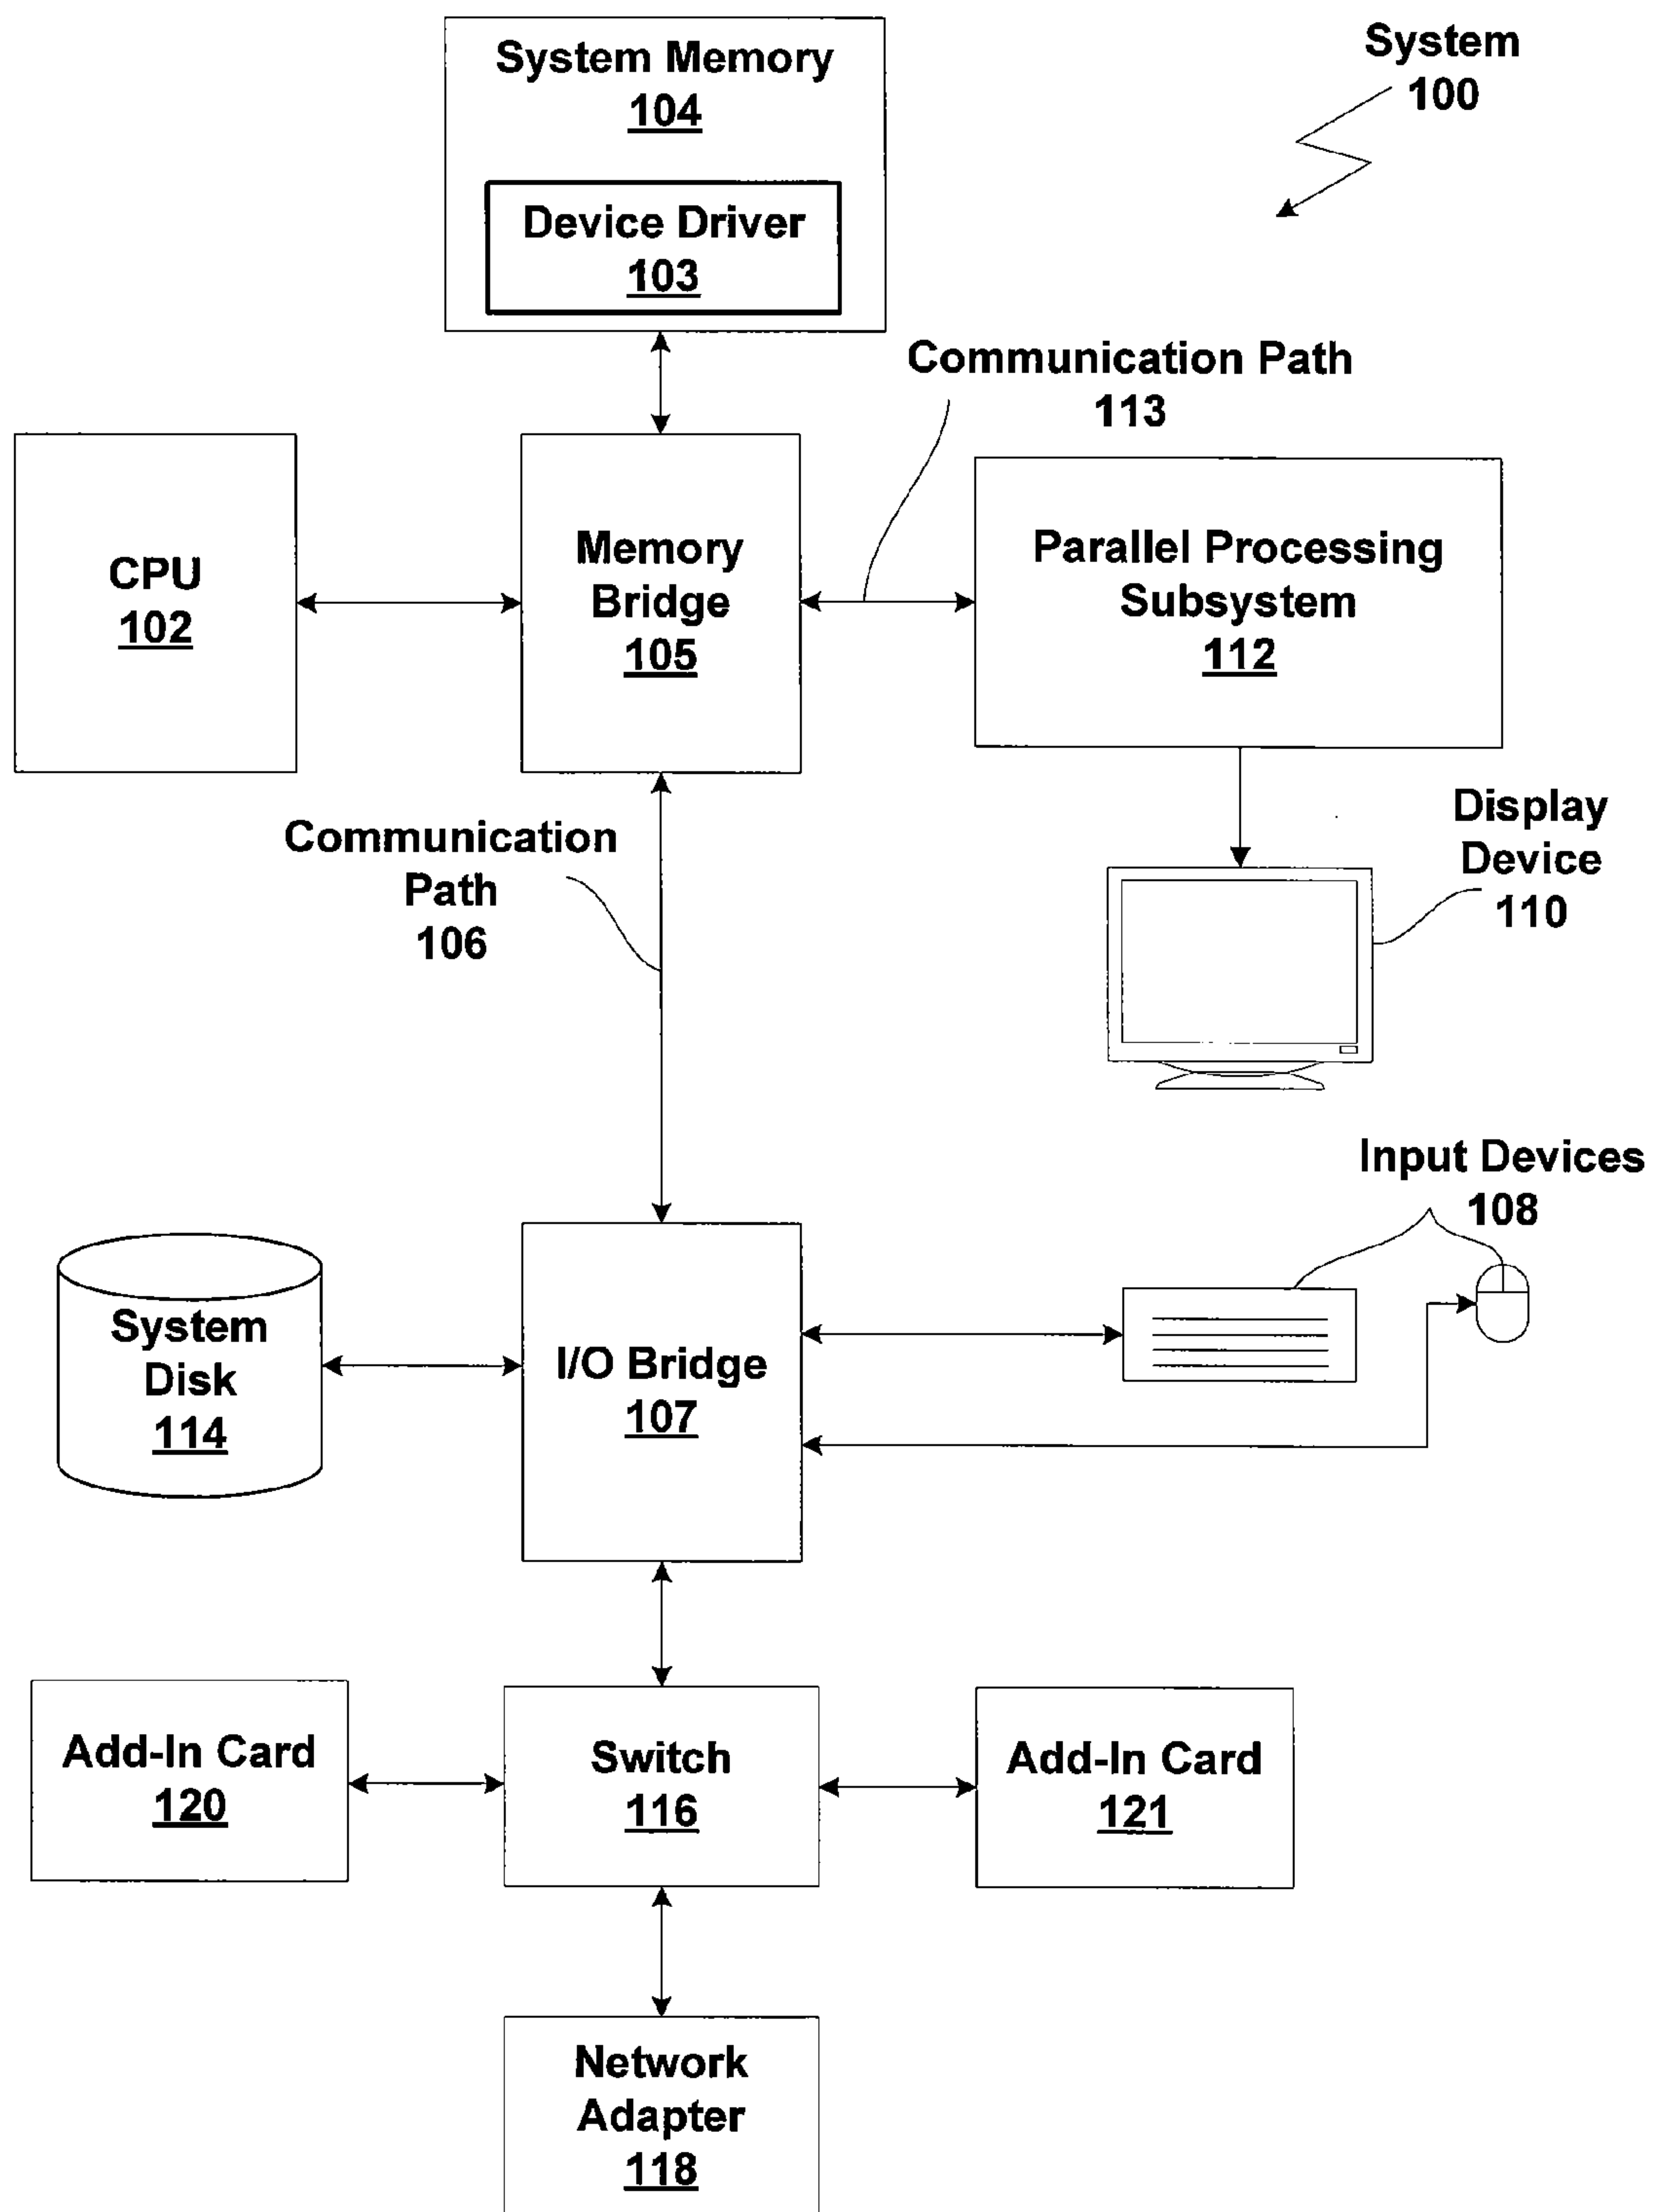 System Memory
104
Device Driver
103
System
100
Communication Path
113
CPU
102
Memory
Bridge
105
Parallel Processing
Subsystem
112
Communication
Path
106
Display
Device
110
Input Devices
108
System
Disk
114
I/O Bridge
107
Add-In Card
120
Switch
116
Add-In Card
121
Network
Adapter
118